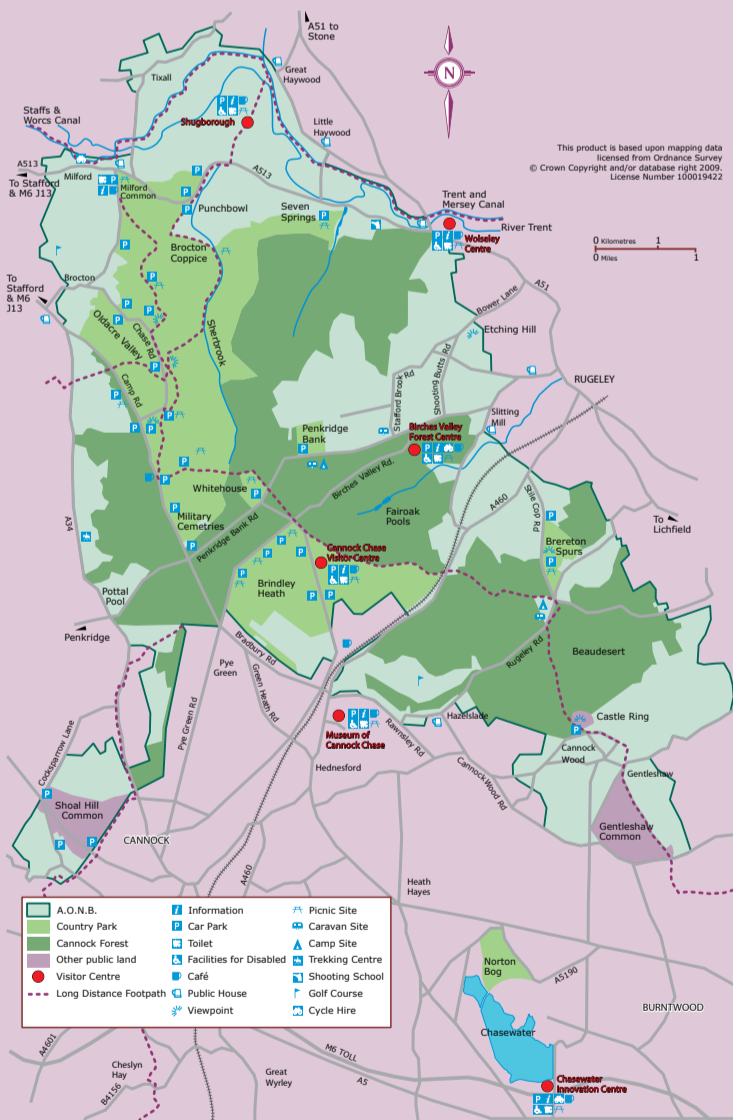 A51 to
Stone
N
Tixall
Great
Haywood
Staffs &
Worcs Canal
Shugborough
Little
Haywood
This product is based upon mapping data
licensed from Ordnance Survey
© Crown Copyright and/or database right 2009.
License Number 100019422
A513
To Stafford
& M6 J13
Milford
Milford
Common
A513
Trent and
Mersey Canal
Punchbowl
Seven
Springs
River Trent
Wolseley
Centre
0 Kilometres 1
0 Miles 1
Brocton
Coppice
To
Stafford
& M6
J13
Brocton
A51
Bower Lane
Oldacre Valley
Chase Rd
Sherbrook
Etching Hill
Camp Rd
Stafford Brook Rd
Shooting Butts Rd
RUGELEY
Slitting
Mill
Penkridge
Bank
Birches Valley
Forest Centre
Birches Valley Rd.
Whitehouse
A460
Stile Cop Rd
Fairoak
Pools
A34
Military
Cemeteries
Penkridge Bank Rd
To
Lichfield
Brereton
Spurs
Cannock Chase
Visitor Centre
Brindley
Heath
Pottal
Pool
Penkridge
Bradbury Rd
Rugeley Rd
Beaudesert
Pye
Green
Green Heath Rd
Pye Green Rd
Hazelslade
Castle Ring
Museum of
Cannock Chase
Rawnsley Rd
Cannock
Wood
Cocksparrow Lane
Hednesford
Cannock Wood Rd
Gentleshaw
Shoal Hill
Common
CANNOCK
Gentleshaw
Common
A460
Heath
Hayes
A.O.N.B.
Country Park
Cannock Forest
Other public land
Visitor Centre
Long Distance Footpath
Information
Car Park
Toilet
Facilities for Disabled
Café
Public House
Viewpoint
Picnic Site
Caravan Site
Camp Site
Trekking Centre
Shooting School
Golf Course
Cycle Hire
Norton
Bog
A5190
BURNTWOOD
Chasewater
A4601
M6 TOLL
Cheslyn
Hay
Great
Wyrley
A5
B4156
Chasewater
Innovation Centre